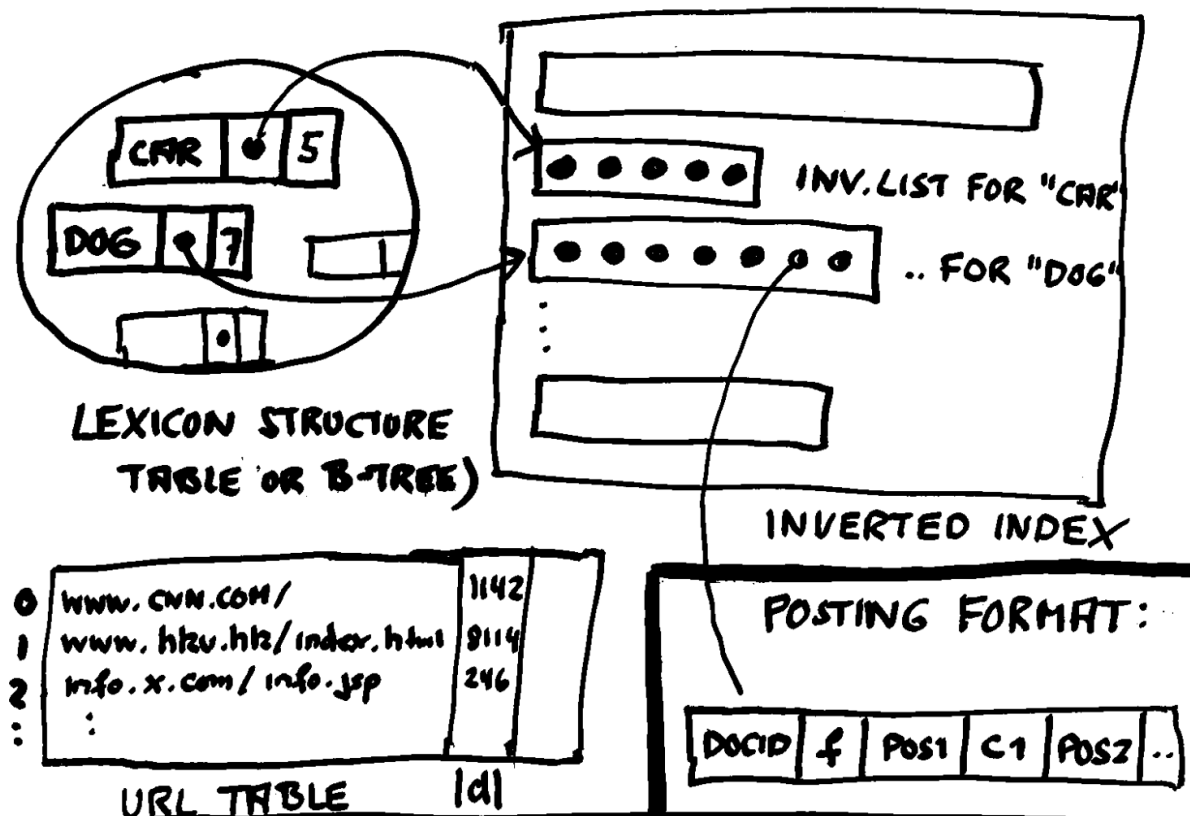 CAR 5
DOG 7
INV.LIST FOR "CAR"
.. FOR "DOG"
LEXICON STRUCTURE
TABLE OR B-TREE)
INVERTED INDEX
0 www.CNN.COM/ 1142
1 www.hku.hk/index.html 8114
2 info.x.com/info.jsp 246
:
URL TABLE |d|
POSTING FORMAT:
DOCID f POS1 C1 POS2 ..